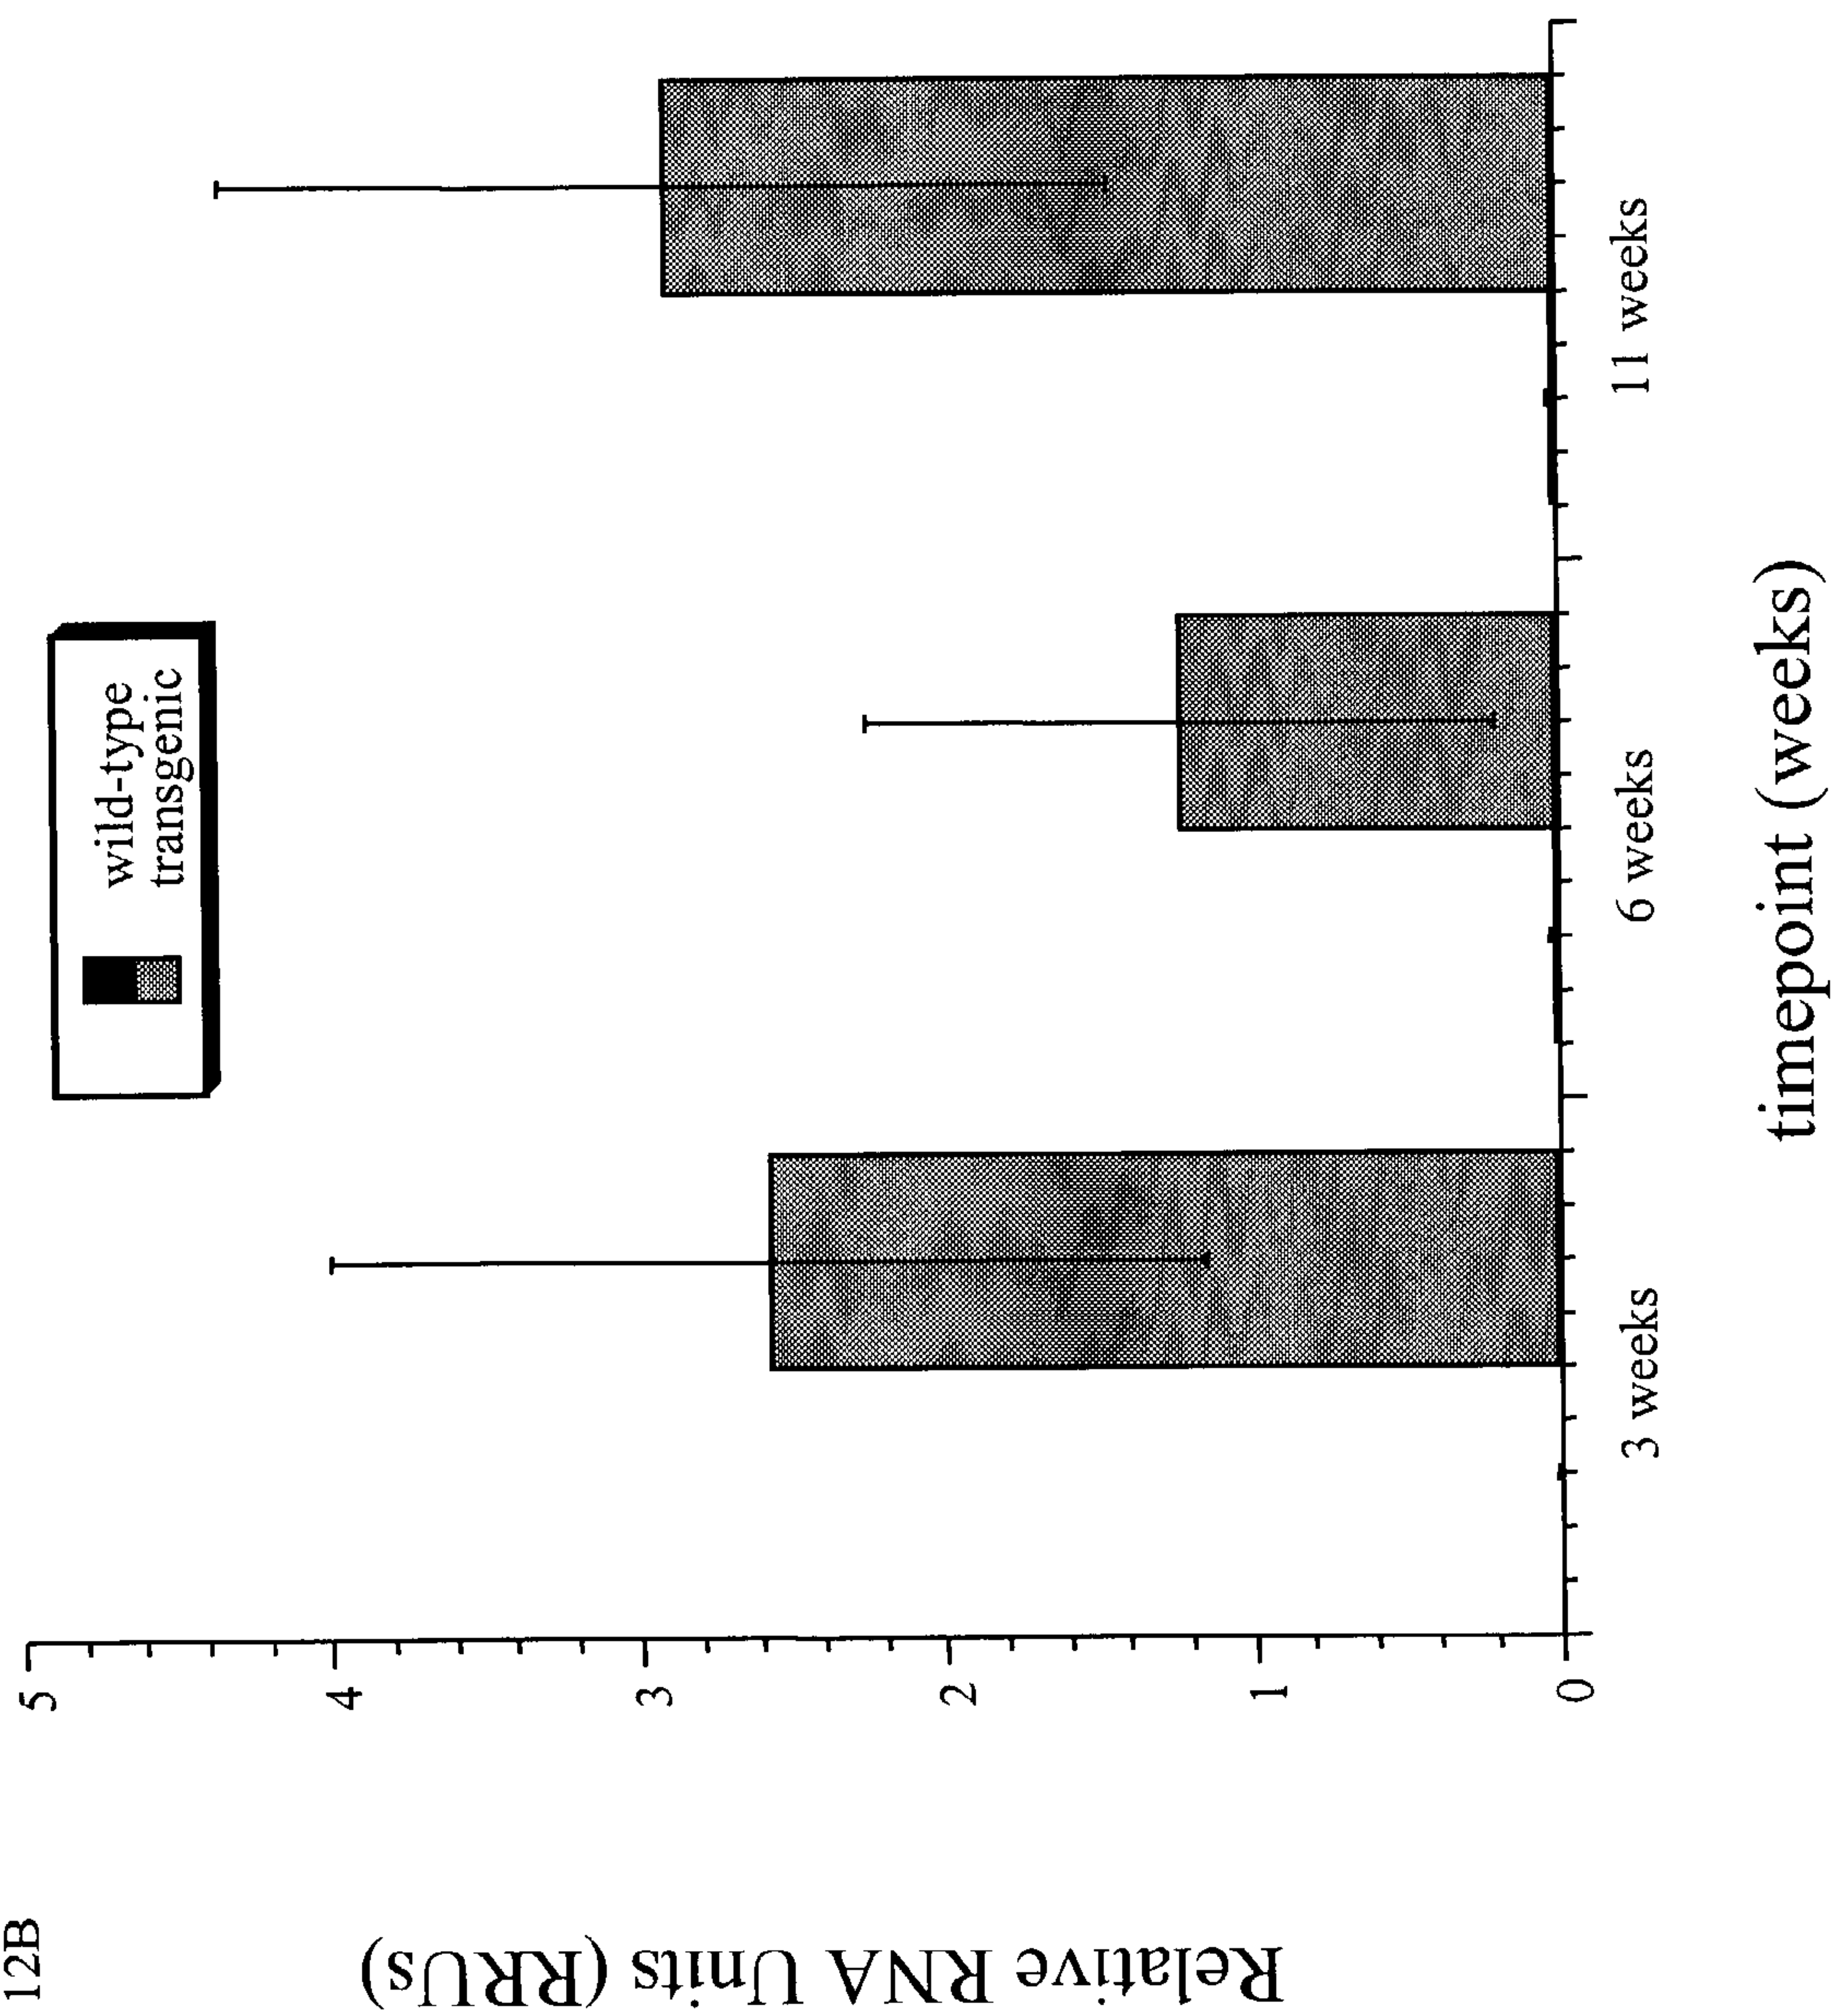 12B
wild-type
transgenic
Relative RNA Units (RRUs)
5
4
3
2
1
0
3 weeks
6 weeks
11 weeks
timepoint (weeks)